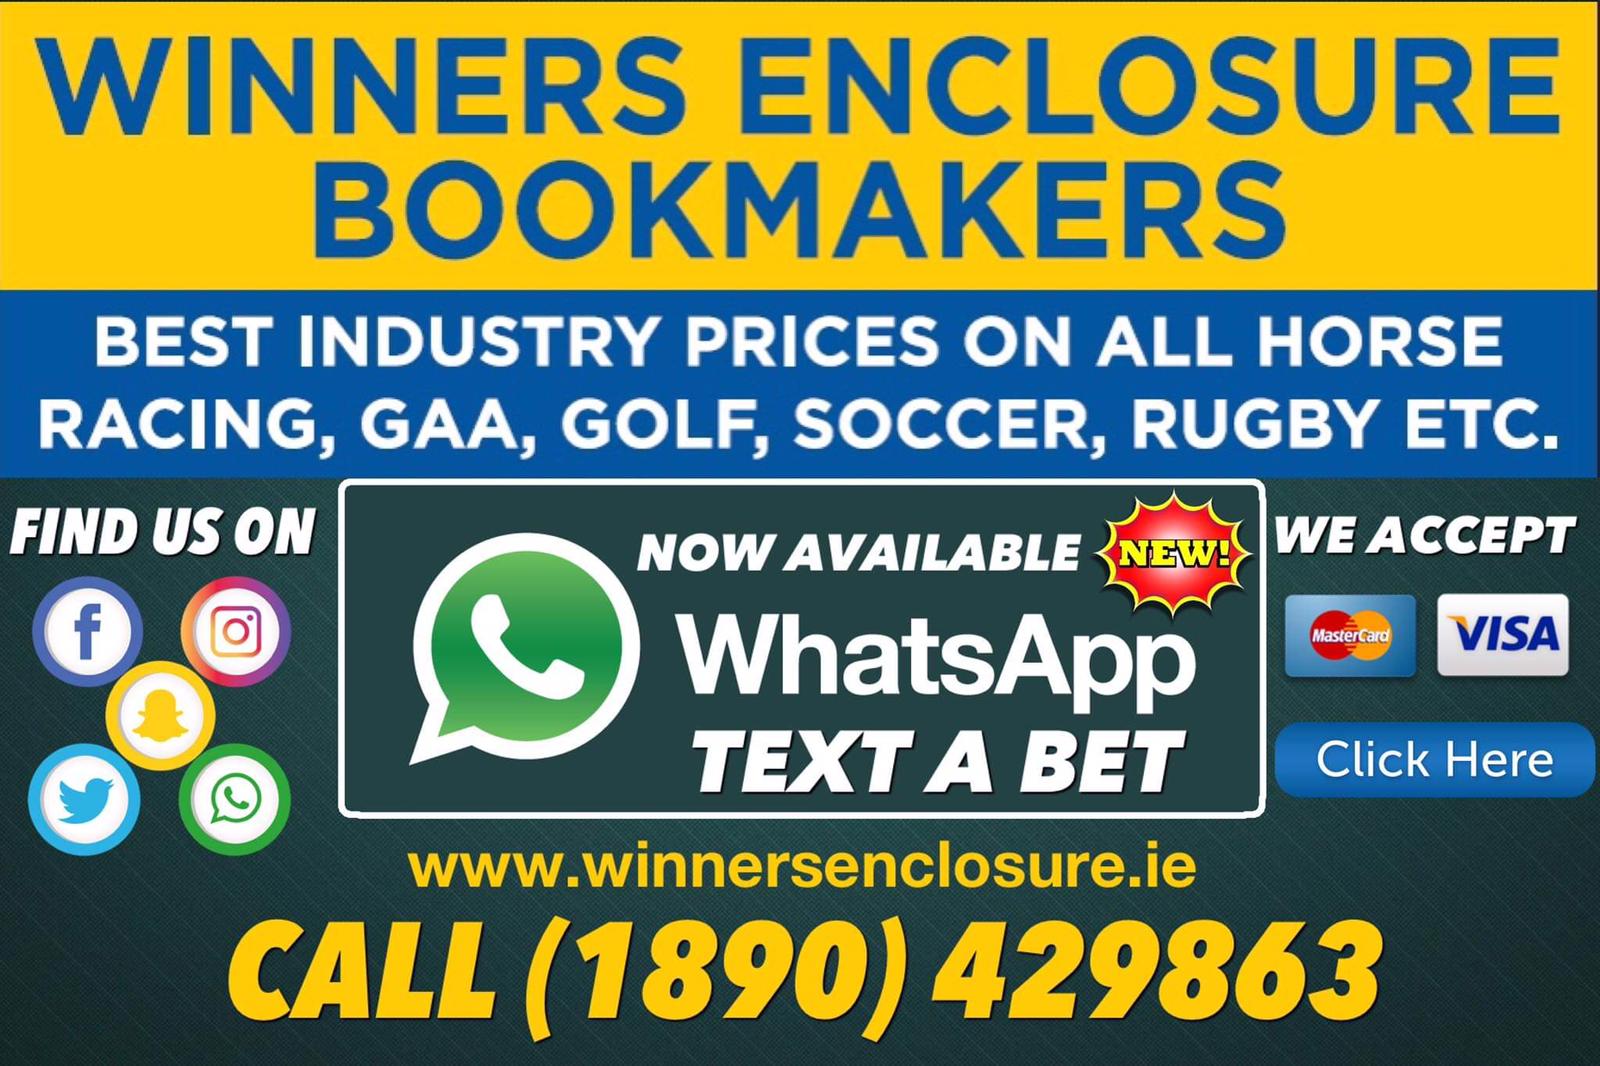 WINNERS ENCLOSURE
BOOKMAKERS
BEST INDUSTRY PRICES ON ALL HORSE
RACING, GAA, GOLF, SOCCER, RUGBY ETC.
FIND US ON
NOW AVAILABLE
NEW!
WhatsApp
TEXT A BET
WE ACCEPT
MasterCard
VISA
Click Here
www.winnersenclosure.ie
CALL (1890) 429863